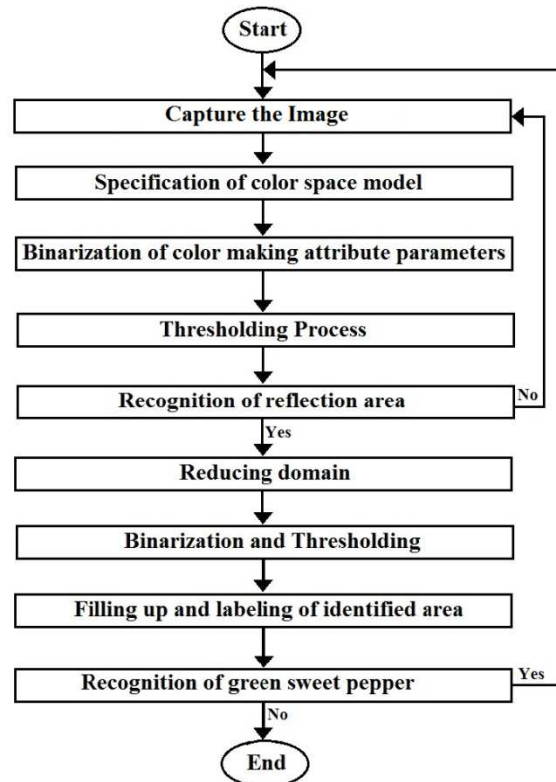 Start
Capture the Image
Specification of color space model
Binarization of color making attribute parameters
Thresholding Process
Recognition of reflection area
No
Yes
Reducing domain
Binarization and Thresholding
Filling up and labeling of identified area
Recognition of green sweet pepper
Yes
No
End